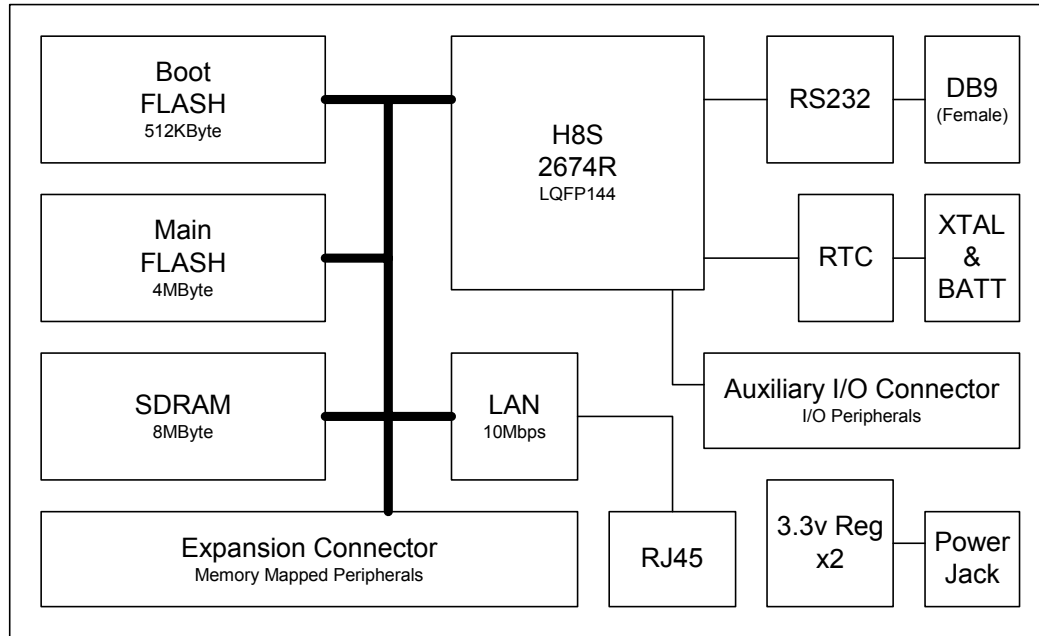 Boot
FLASH
512KByte
H8S
2674R
LQFP144
RS232
DB9
(Female)
Main
FLASH
4MByte
RTC
XTAL
&
BATT
SDRAM
8MByte
LAN
10Mbps
Auxiliary I/O Connector
I/O Peripherals
Expansion Connector
Memory Mapped Peripherals
RJ45
3.3v Reg
x2
Power
Jack